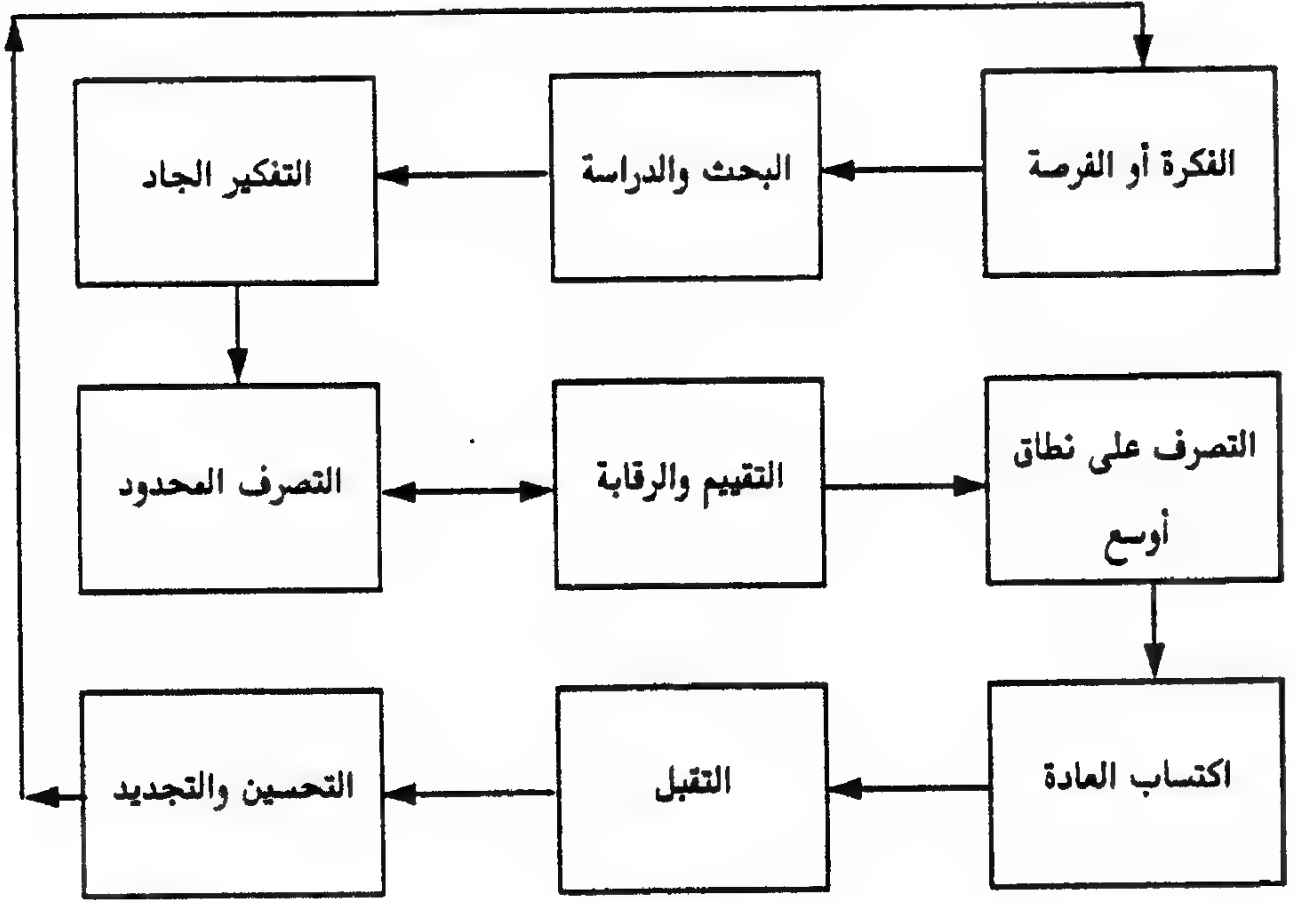 الفكرة أو الفرصة
البحث والدراسة
التفكير الجاد
التصرف المحدود
التقييم والرقابة
التصرف على نطاق
أوسع
اكتساب العادة
التقبل
التحسين والتجديد